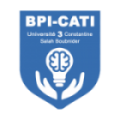 BPI-CATI
Université 3 Constantine
Salah Boubnider